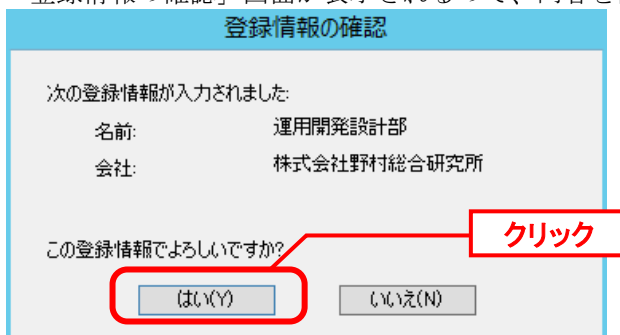 登録情報の確認」画面が表示されるので、内容を
登録情報の確認
次の登録情報が入力されました:
名前: 運用開発設計部
会社: 株式会社野村総合研究所
この登録情報でよろしいですか?
クリック
はい(Y) いいえ(N)